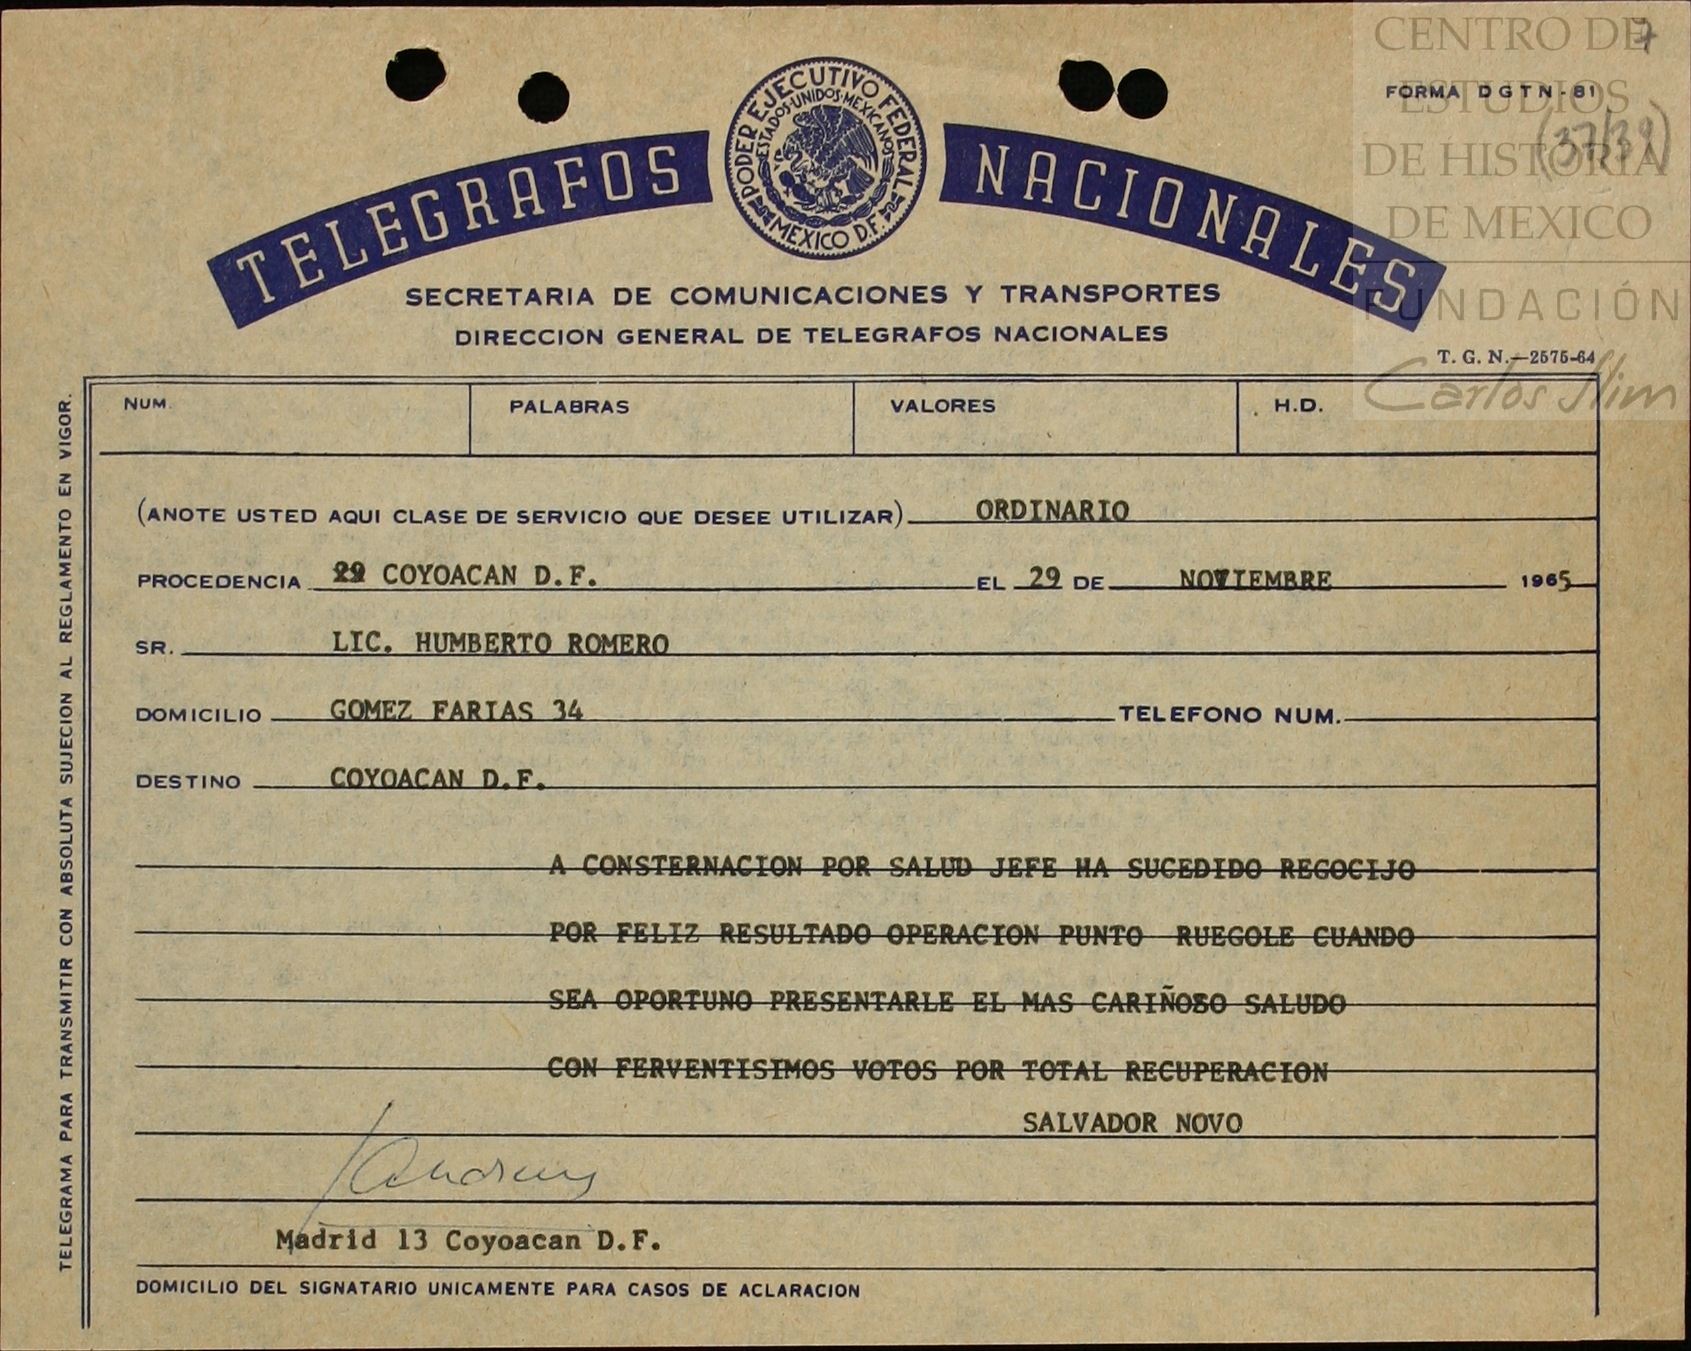 CENTRO DE
ESTUDIOS
DE HISTORIA
DE MEXICO
FUNDACIÓN
Carlos Slim
7
FORMA DGTN-81
(37/39)
TELEGRAFOS NACIONALES
PODER EJECUTIVO FEDERAL
ESTADOS·UNIDOS·MEXICANOS
MEXICO D.F.
SECRETARIA DE COMUNICACIONES Y TRANSPORTES
DIRECCION GENERAL DE TELEGRAFOS NACIONALES
T. G. N.—2575-64
NUM. PALABRAS VALORES H.D.
(ANOTE USTED AQUI CLASE DE SERVICIO QUE DESEE UTILIZAR) ORDINARIO
PROCEDENCIA 29 COYOACAN D.F. EL 29 DE NOVIEMBRE 1965
SR. LIC. HUMBERTO ROMERO
DOMICILIO GOMEZ FARIAS 34 TELEFONO NUM.
DESTINO COYOACAN D.F.
A CONSTERNACION POR SALUD JEFE HA SUCEDIDO REGOCIJO
POR FELIZ RESULTADO OPERACION PUNTO RUEGOLE CUANDO
SEA OPORTUNO PRESENTARLE EL MAS CARIÑOSO SALUDO
CON FERVENTISIMOS VOTOS POR TOTAL RECUPERACION
SALVADOR NOVO
Madrid 13 Coyoacan D.F.
DOMICILIO DEL SIGNATARIO UNICAMENTE PARA CASOS DE ACLARACION
TELEGRAMA PARA TRANSMITIR CON ABSOLUTA SUJECION AL REGLAMENTO EN VIGOR.